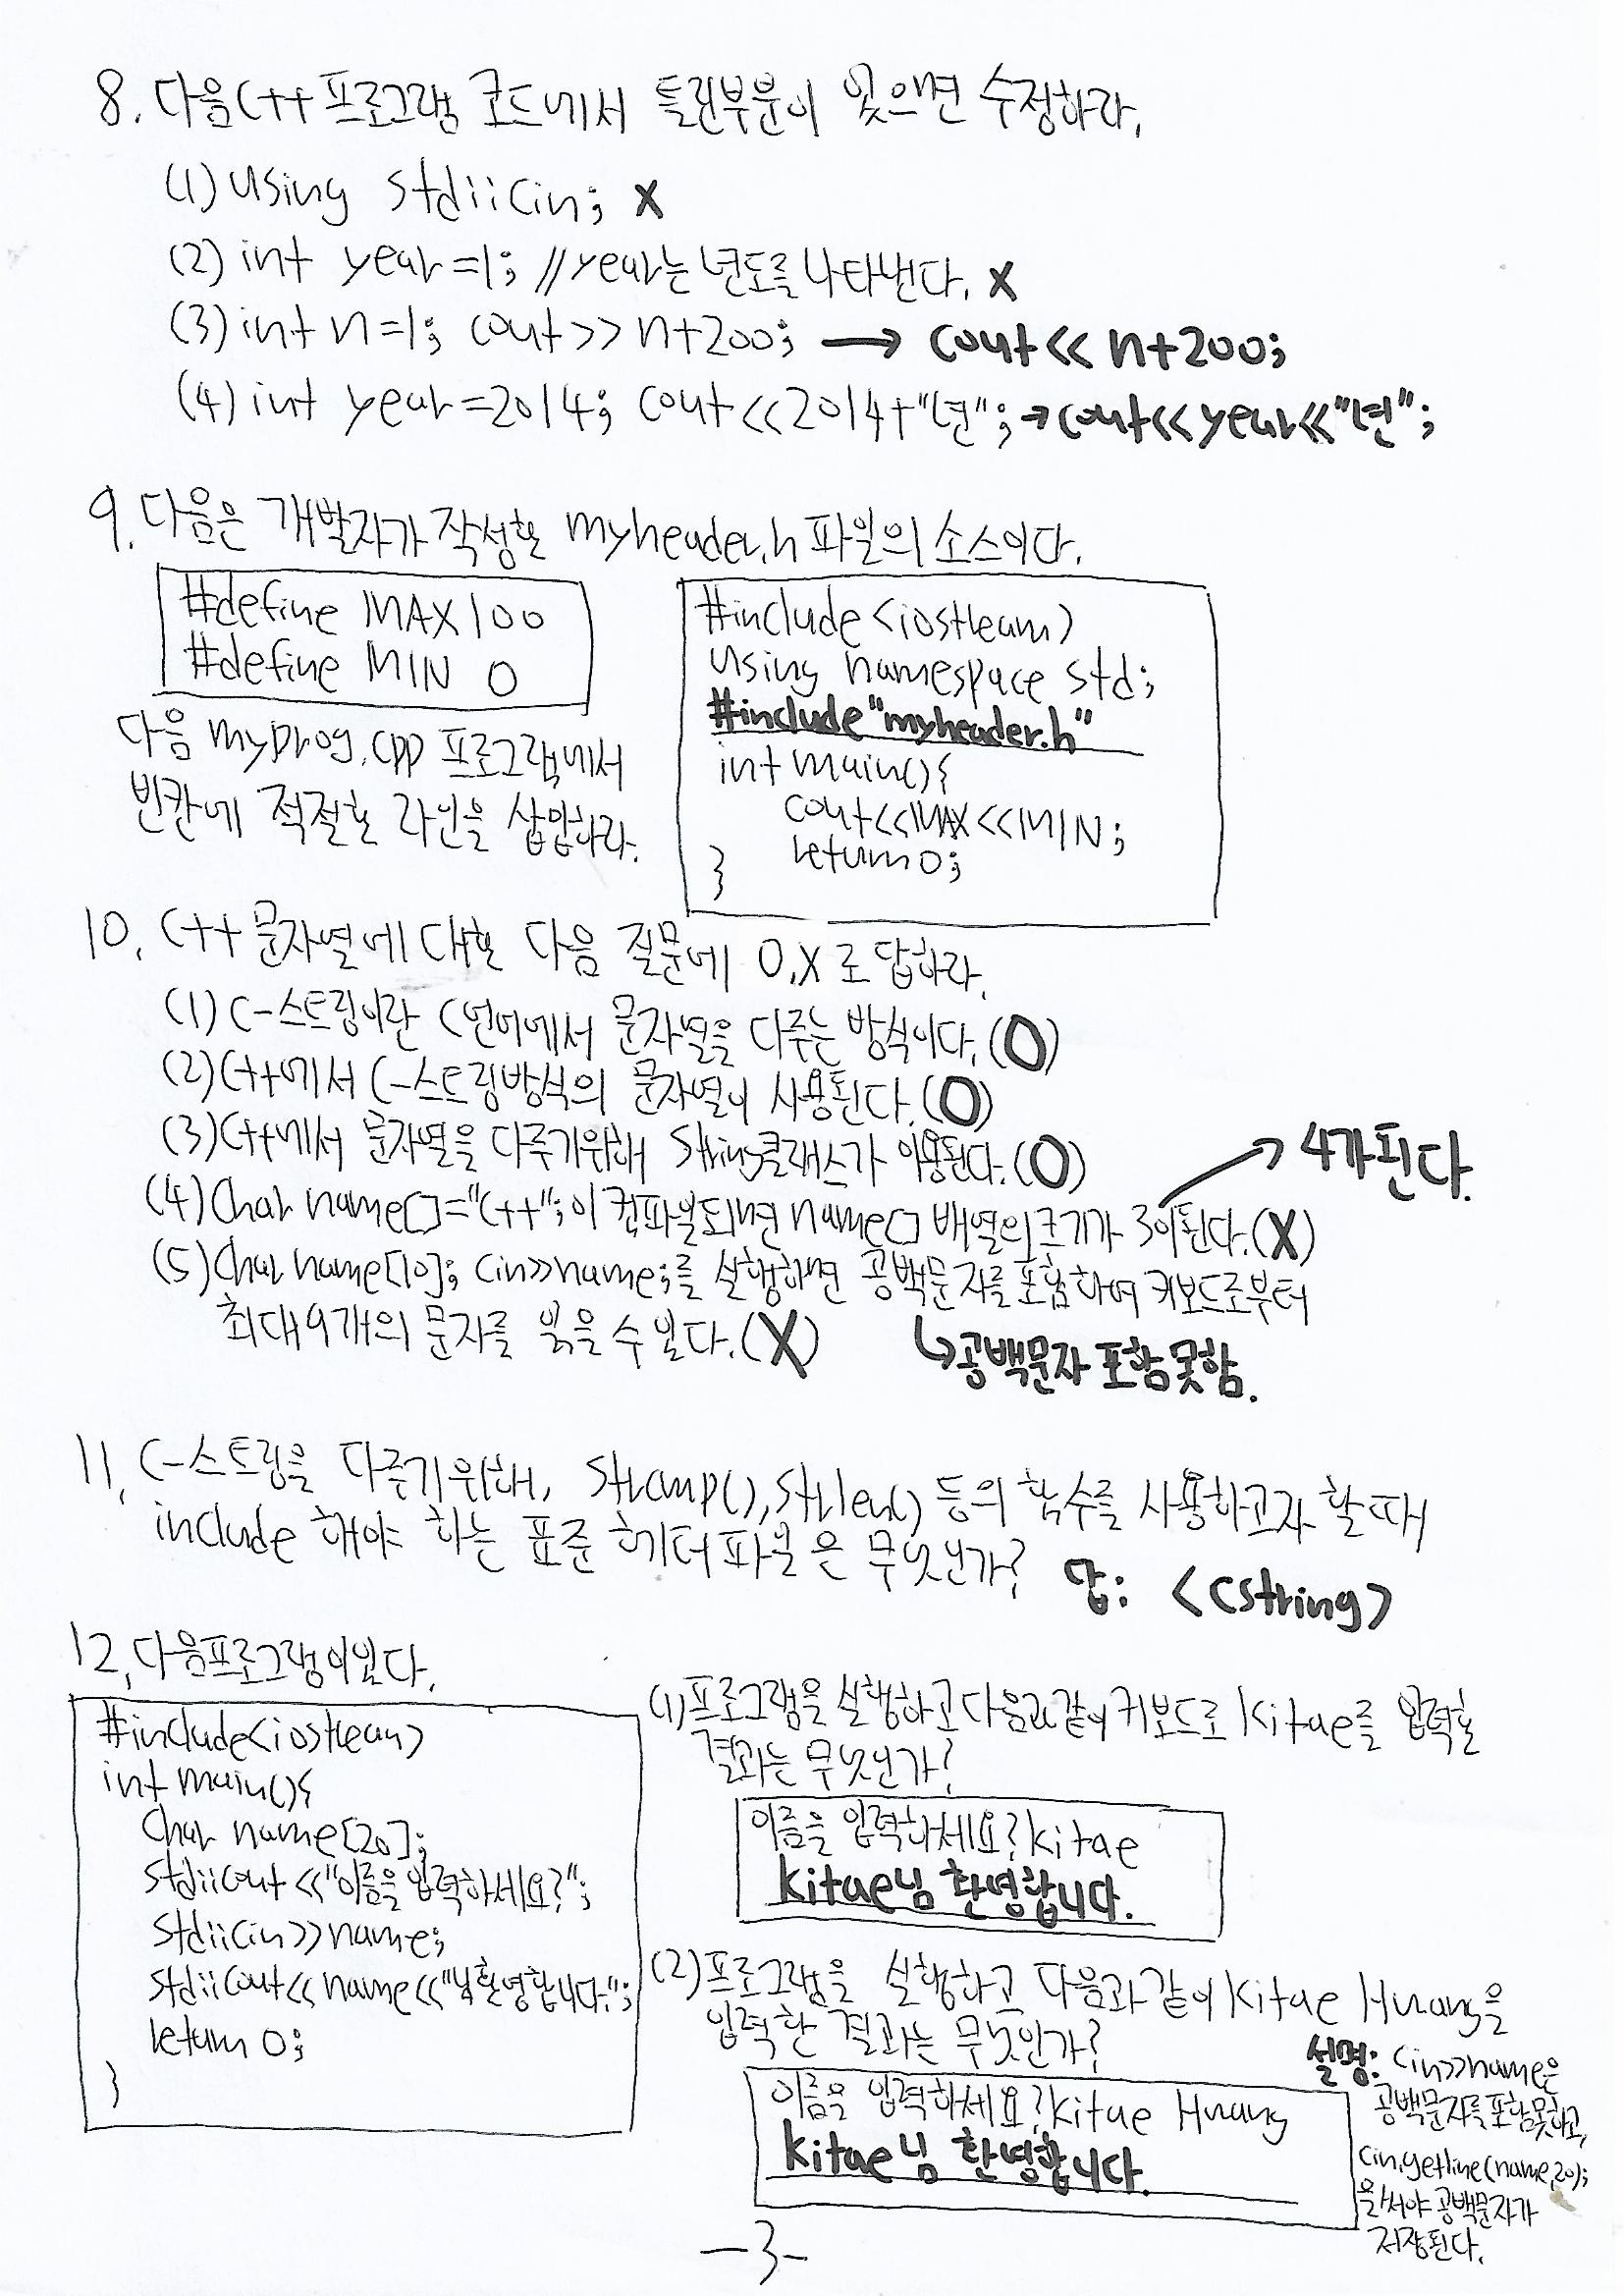 8. 다음 C++ 프로그램 코드에서 틀린부분이 있으면 수정하라.
(1) using std::cin; X
(2) int year=1; //year는 년도를 나타낸다. X
(3) int n=1; cout>>n+200; → cout<<n+200;
(4) int year=2014; cout<<2014+"년"; → cout<<year<<"년";
9. 다음은 개발자가 작성한 myheader.h 파일의 소스이다.
#define MAX 100
#define MIN 0
다음 myprog.cpp 프로그램에서
빈칸에 적절한 라인을 삽입하라.
#include<iostream>
using namespace std;
#include"myheader.h"
int main(){
cout<<MAX<<MIN;
return 0;
}
10. C++ 문자열에 대한 다음 질문에 O,X로 답하라.
(1) C-스트링이란 C언어에서 문자열을 다루는 방식이다.(O)
(2) C++에서 C-스트링방식의 문자열이 사용된다.(O)
(3) C++에서 문자열을 다루기위해 string클래스가 이용된다.(O)
→ 4가 된다.
(4) char name[]="C++";이 컴파일되면 name[] 배열의 크기가 3이된다.(X)
(5) char name[10]; cin>>name;를 실행하면 공백문자를 포함하여 키보드로부터
최대 9개의 문자를 읽을 수 있다.(X)
↳공백문자 포함 못함.
11. C-스트링을 다루기 위해, strcmp(),strlen() 등의 함수를 사용하고자 할 때
include 해야 하는 표준 헤더 파일은 무엇인가? 답: <cstring>
12. 다음프로그램이 있다.
#include<iostream>
int main(){
char name[20];
std::cout<<"이름을 입력하세요?";
std::cin>>name;
std::cout<<name<<"님 환영합니다.";
return 0;
}
(1) 프로그램을 실행하고 다음과 같이 키보드로 kitae를 입력한
결과는 무엇인가?
이름을 입력하세요?kitae
kitae님 환영합니다.
(2) 프로그램을 실행하고 다음과 같이 kitae Hwang을
입력한 결과는 무엇인가?
이름을 입력하세요?kitae Hwang
kitae님 환영합니다.
설명: cin>>name은
공백문자를 포함못하고,
cin.getline(name,20);
을써야 공백문자가
저장된다.
-3-